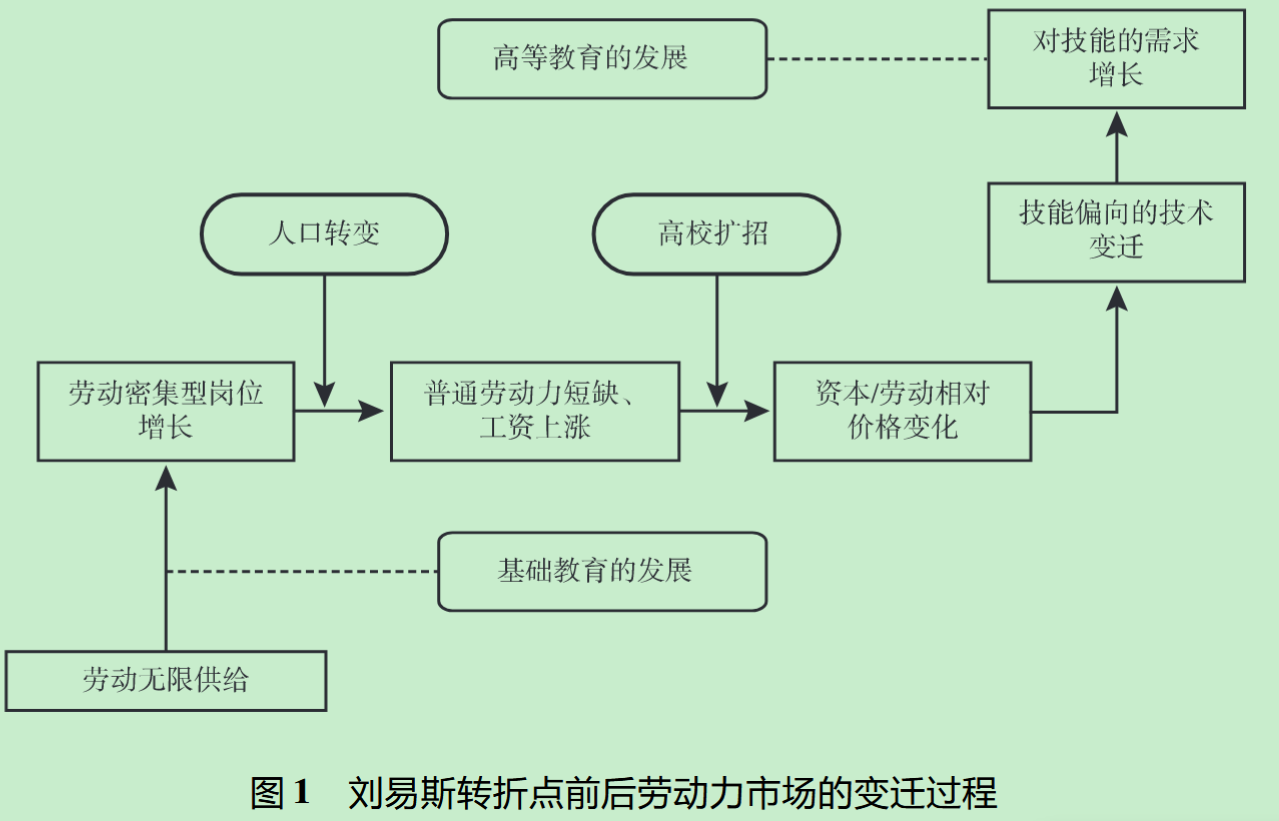 高等教育的发展
对技能的需求
增长
技能偏向的技术
变迁
人口转变
高校扩招
劳动密集型岗位
增长
普通劳动力短缺、
工资上涨
资本/劳动相对
价格变化
基础教育的发展
劳动无限供给
图1 刘易斯转折点前后劳动力市场的变迁过程